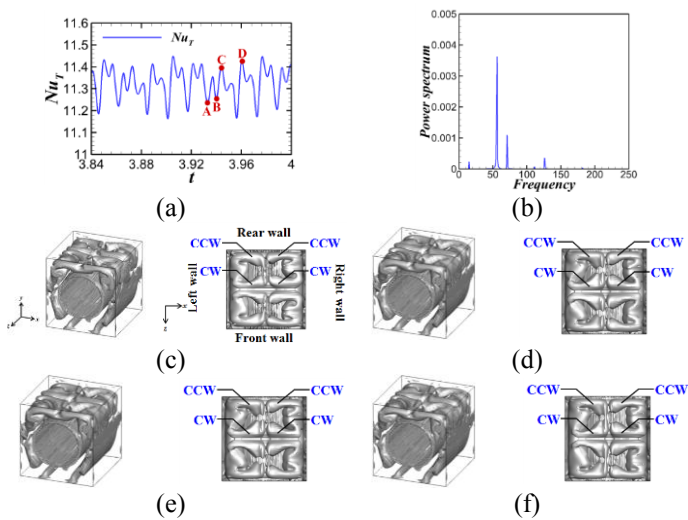 11.6
11.5
11.4
11.3
11.2
11.1
11
Nu_T
Nu_T
A
B
C
D
3.84
3.88
3.92
3.96
4
t
(a)
0.005
0.004
0.003
0.002
0.001
0
Power spectrum
0
50
100
150
200
250
Frequency
(b)
Rear wall
CCW
CCW
CW
CW
Left wall
Right wall
Front wall
y
x
z
x
z
(c)
CCW
CCW
CW
CW
(d)
CCW
CCW
CW
CW
(e)
CCW
CCW
CW
CW
(f)